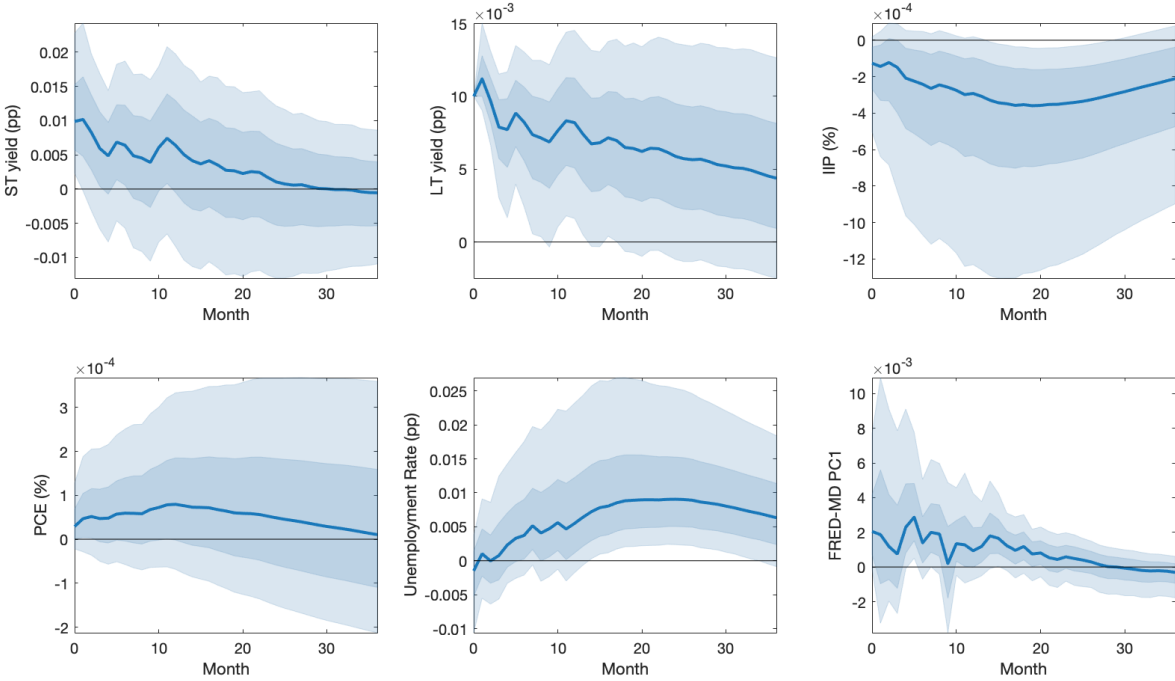 ST yield (pp)
0.02
0.015
0.01
0.005
0
-0.005
-0.01
0 10 20 30
Month
×10⁻³
LT yield (pp)
15
10
5
0
0 10 20 30
Month
×10⁻⁴
IIP (%)
0
-2
-4
-6
-8
-10
-12
0 10 20 30
Month
×10⁻⁴
PCE (%)
3
2
1
0
-1
-2
0 10 20 30
Month
Unemployment Rate (pp)
0.025
0.02
0.015
0.01
0.005
0
-0.005
-0.01
0 10 20 30
Month
×10⁻³
FRED-MD PC1
10
8
6
4
2
0
-2
0 10 20 30
Month